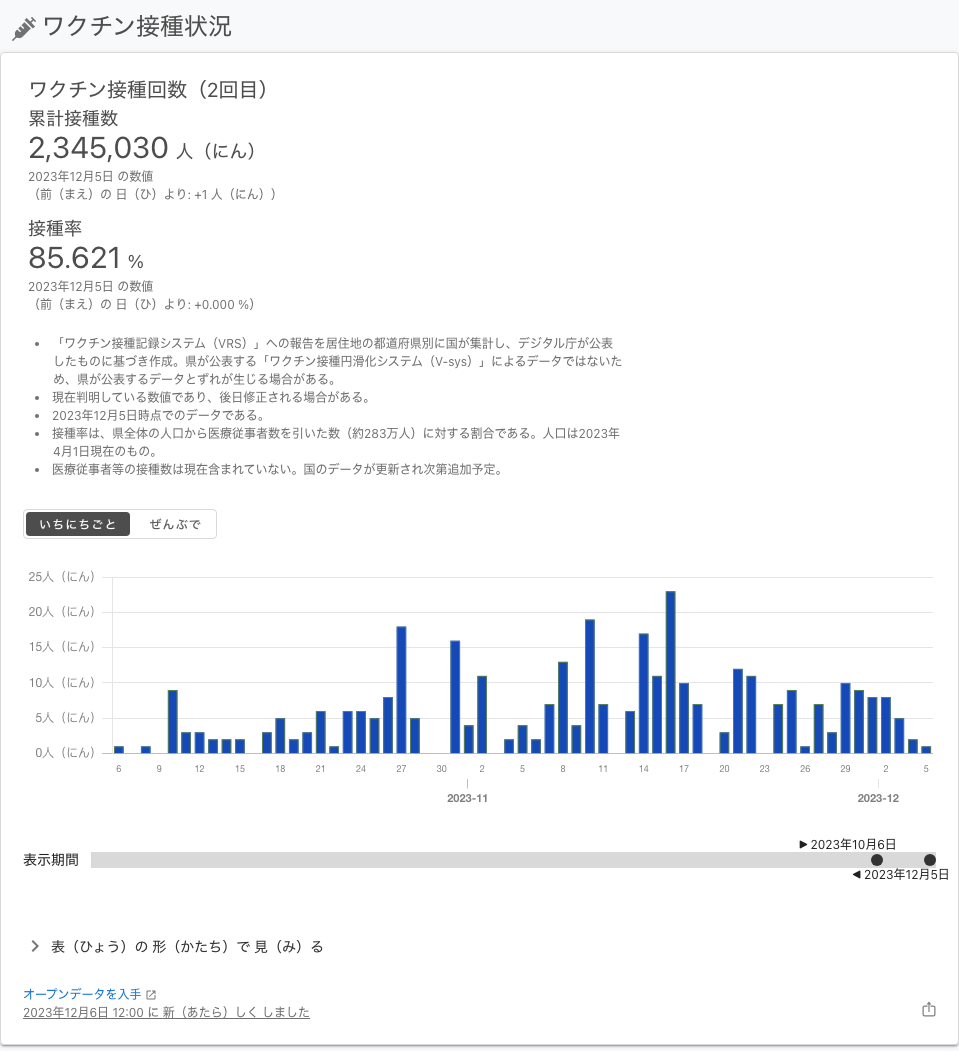 ワクチン接種状況
ワクチン接種回数（2回目）
累計接種数
2,345,030 人（にん）
2023年12月5日 の数値
（前（まえ）の 日（ひ）より: +1 人（にん））
接種率
85.621 %
2023年12月5日 の数値
（前（まえ）の 日（ひ）より: +0.000 %）
• 「ワクチン接種記録システム（VRS）」への報告を居住地の都道府県別に国が集計し、デジタル庁が公表
したものに基づき作成。県が公表する「ワクチン接種円滑化システム（V-sys）」によるデータではないた
め、県が公表するデータとずれが生じる場合がある。
• 現在判明している数値であり、後日修正される場合がある。
• 2023年12月5日時点でのデータである。
• 接種率は、県全体の人口から医療従事者数を引いた数（約283万人）に対する割合である。人口は2023年
4月1日現在のもの。
• 医療従事者等の接種数は現在含まれていない。国のデータが更新され次第追加予定。
いちにちごと ぜんぶで
25人（にん）
20人（にん）
15人（にん）
10人（にん）
5人（にん）
0人（にん）
6 9 12 15 18 21 24 27 30 2 5 8 11 14 17 20 23 26 29 2 5
2023-11 2023-12
▶ 2023年10月6日
表示期間
◀ 2023年12月5日
表（ひょう）の 形（かたち）で 見（み）る
オープンデータを入手
2023年12月6日 12:00 に 新（あたら）しく しました